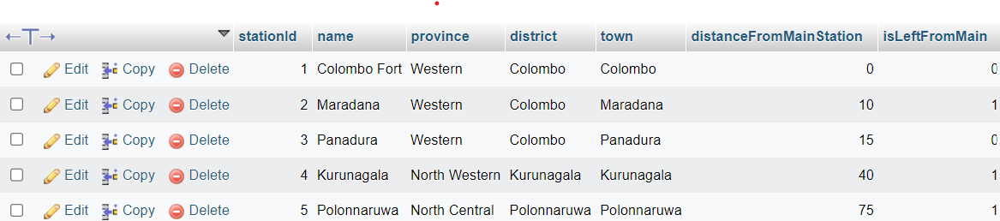 ←T→ stationId name province district town distanceFromMainStation isLeftFromMain
Edit Copy Delete 1 Colombo Fort Western Colombo Colombo 0 0
Edit Copy Delete 2 Maradana Western Colombo Maradana 10 1
Edit Copy Delete 3 Panadura Western Colombo Panadura 15 0
Edit Copy Delete 4 Kurunagala North Western Kurunagala Kurunagala 40 1
Edit Copy Delete 5 Polonnaruwa North Central Polonnaruwa Polonnaruwa 75 1